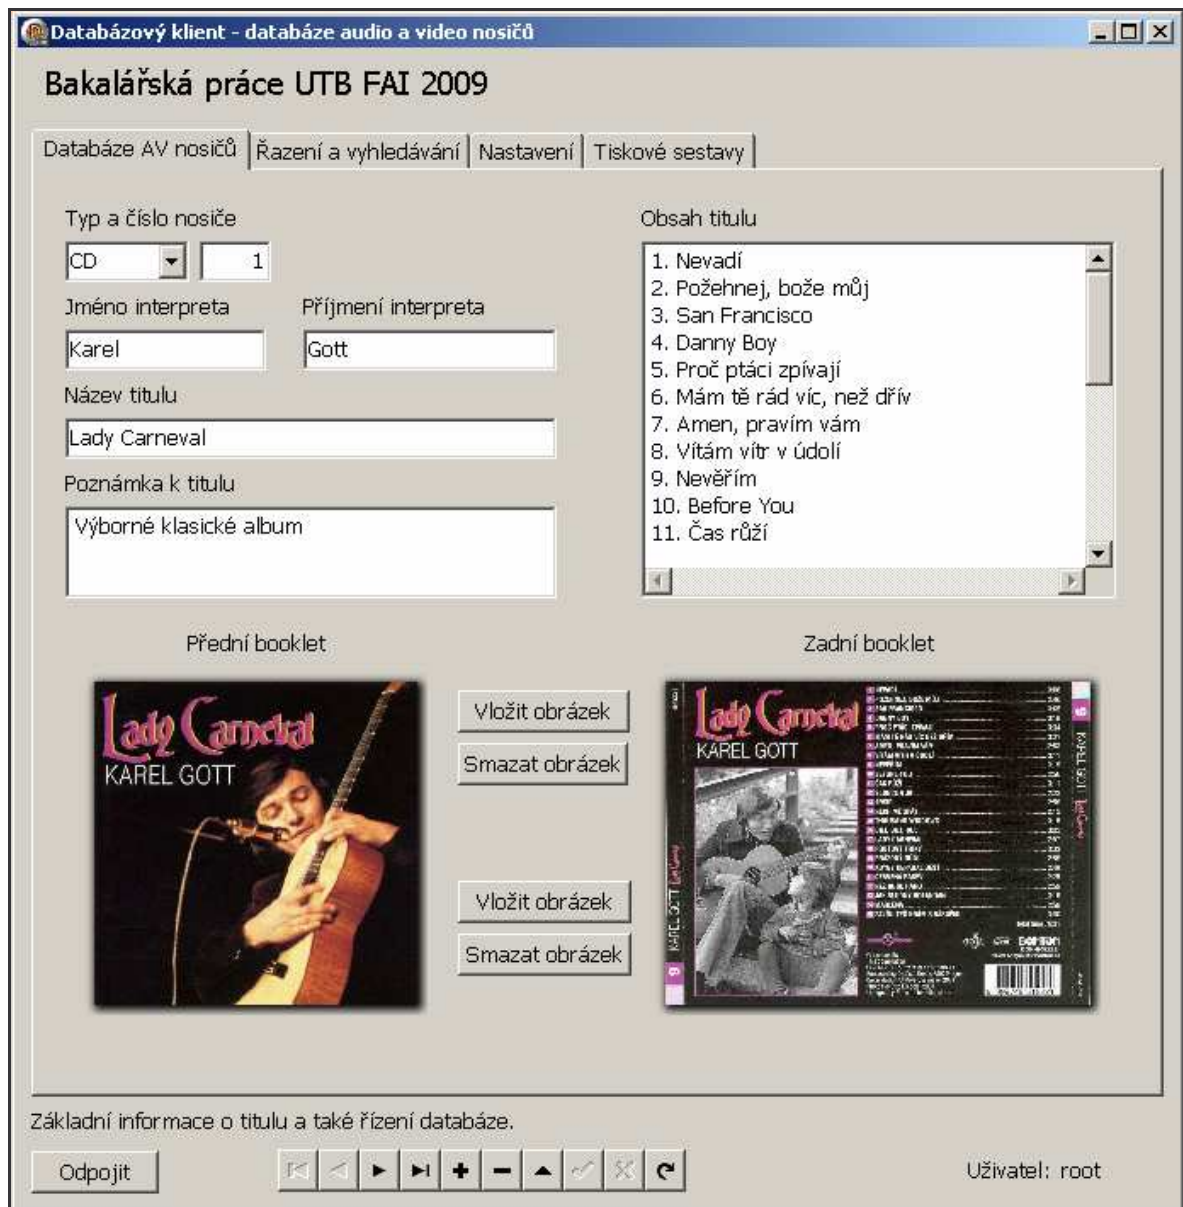 Databázový klient - databáze audio a video nosičů
Bakalářská práce UTB FAI 2009
Databáze AV nosičů
Řazení a vyhledávání
Nastavení
Tiskové sestavy
Typ a číslo nosiče
CD
1
Jméno interpreta
Příjmení interpreta
Karel
Gott
Název titulu
Lady Carneval
Poznámka k titulu
Výborné klasické album
Obsah titulu
1. Nevadí
2. Požehnej, bože můj
3. San Francisco
4. Danny Boy
5. Proč ptáci zpívají
6. Mám tě rád víc, než dřív
7. Amen, pravím vám
8. Vítám vítr v údolí
9. Nevěřím
10. Before You
11. Čas růží
Přední booklet
Zadní booklet
Lady Carneval
KAREL GOTT
Vložit obrázek
Smazat obrázek
Vložit obrázek
Smazat obrázek
Lady Carneval
KAREL GOTT
KAREL GOTT
9
KAREL GOTT
9
Základní informace o titulu a také řízení databáze.
Odpojit
Uživatel: root